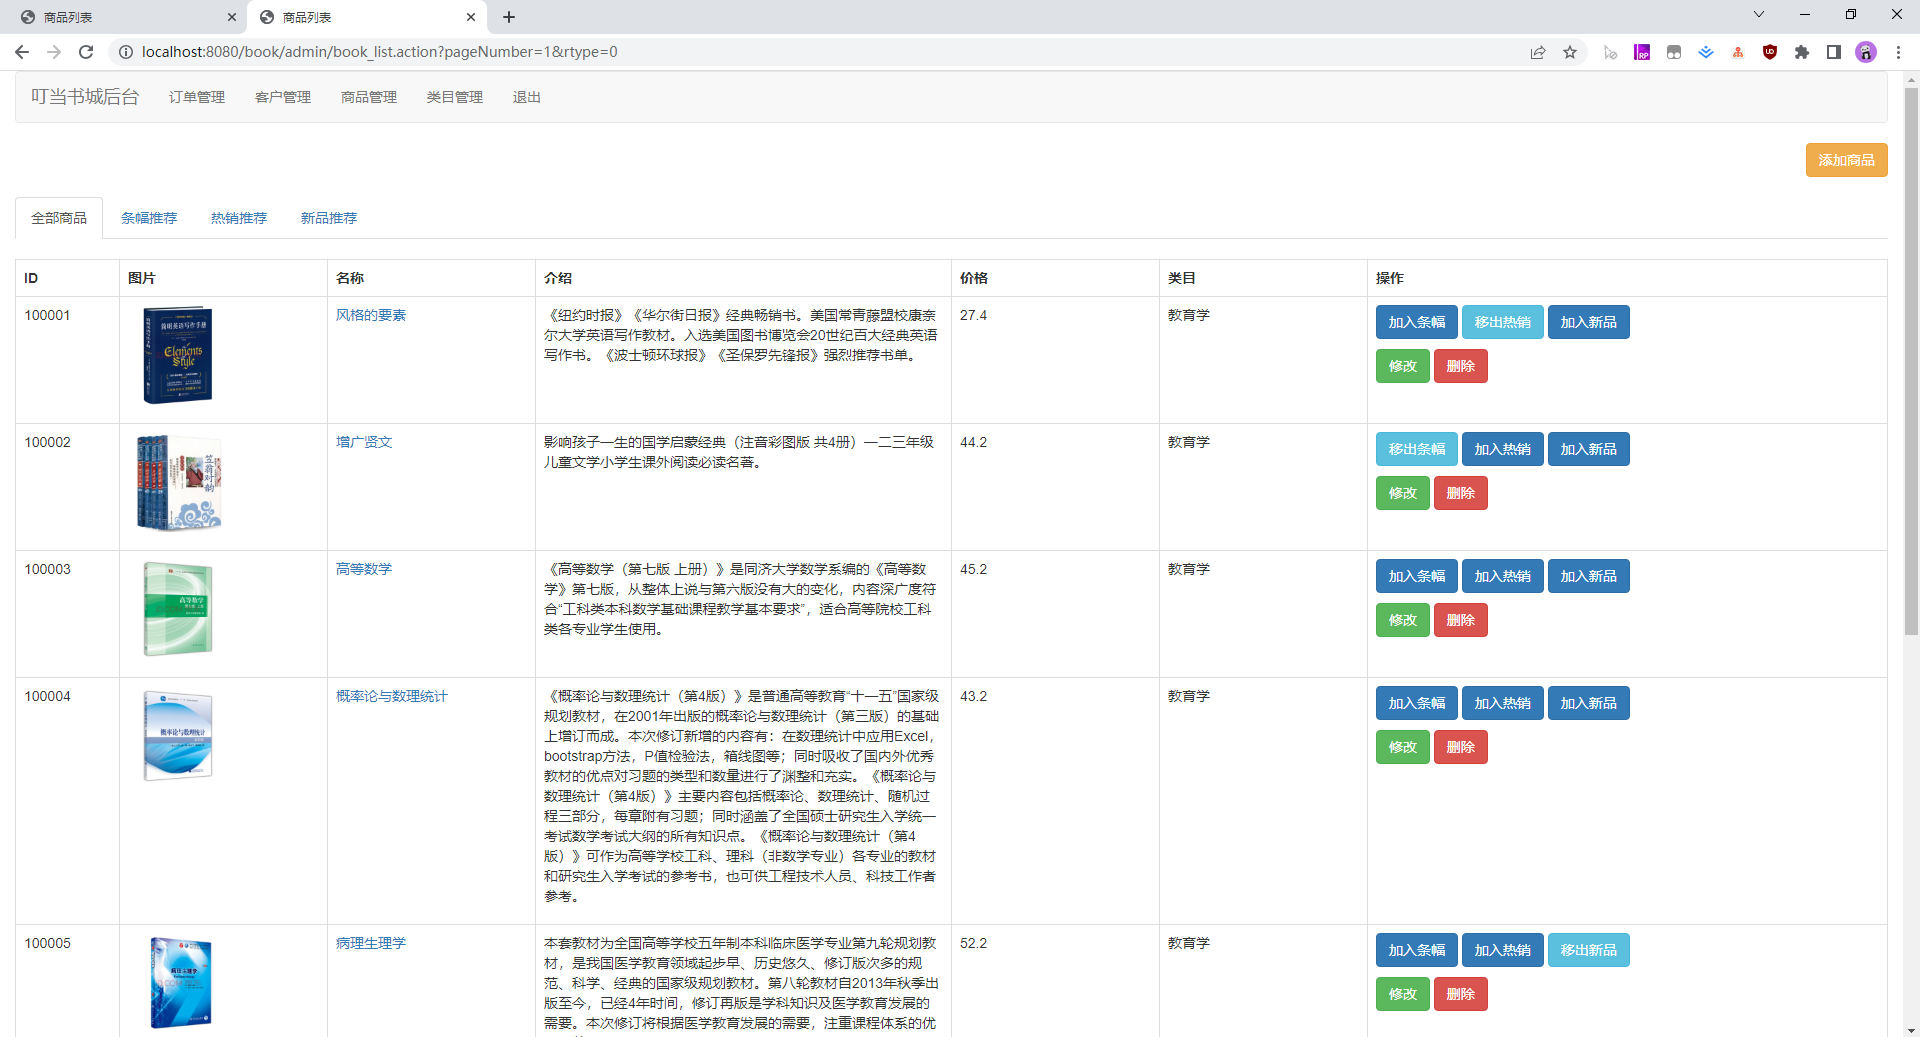 商品列表
商品列表
localhost:8080/book/admin/book_list.action?pageNumber=1&rtype=0
叮当书城后台 订单管理 客户管理 商品管理 类目管理 退出
添加商品
全部商品 条幅推荐 热销推荐 新品推荐
ID 图片 名称 介绍 价格 类目 操作
100001
简明英语写作手册
Elements
Style
风格的要素
《纽约时报》《华尔街日报》经典畅销书。美国常青藤盟校康奈
尔大学英语写作教材。入选美国图书博览会20世纪百大经典英语
写作书。《波士顿环球报》《圣保罗先锋报》强烈推荐书单。
27.4
教育学
加入条幅 移出热销 加入新品
修改 删除
100002
笠翁对韵
增广贤文
影响孩子一生的国学启蒙经典（注音彩图版 共4册）—二三年级
儿童文学小学生课外阅读必读名著。
44.2
教育学
移出条幅 加入热销 加入新品
修改 删除
100003
高等数学
高等数学
《高等数学（第七版 上册）》是同济大学数学系编的《高等数
学》第七版，从整体上说与第六版没有大的变化，内容深广度符
合“工科类本科数学基础课程教学基本要求”，适合高等院校工科
类各专业学生使用。
45.2
教育学
加入条幅 加入热销 加入新品
修改 删除
100004
概率论与数理统计
概率论与数理统计
《概率论与数理统计（第4版）》是普通高等教育“十一五”国家级
规划教材，在2001年出版的概率论与数理统计（第三版）的基础
上增订而成。本次修订新增的内容有：在数理统计中应用Excel，
bootstrap方法，P值检验法，箱线图等；同时吸收了国内外优秀
教材的优点对习题的类型和数量进行了渊整和充实。《概率论与
数理统计（第4版）》主要内容包括概率论、数理统计、随机过
程三部分，每章附有习题；同时涵盖了全国硕士研究生入学统一
考试数学考试大纲的所有知识点。《概率论与数理统计（第4
版）》可作为高等学校工科、理科（非数学专业）各专业的教材
和研究生入学考试的参考书，也可供工程技术人员、科技工作者
参考。
43.2
教育学
加入条幅 加入热销 加入新品
修改 删除
100005
病理生理学
病理生理学
本套教材为全国高等学校五年制本科临床医学专业第九轮规划教
材，是我国医学教育领域起步早、历史悠久、修订版次多的规
范、科学、经典的国家级规划教材。第八轮教材自2013年秋季出
版至今，已经4年时间，修订再版是学科知识及医学教育发展的
需要。本次修订将根据医学教育发展的需要，注重课程体系的优
52.2
教育学
加入条幅 加入热销 移出新品
修改 删除